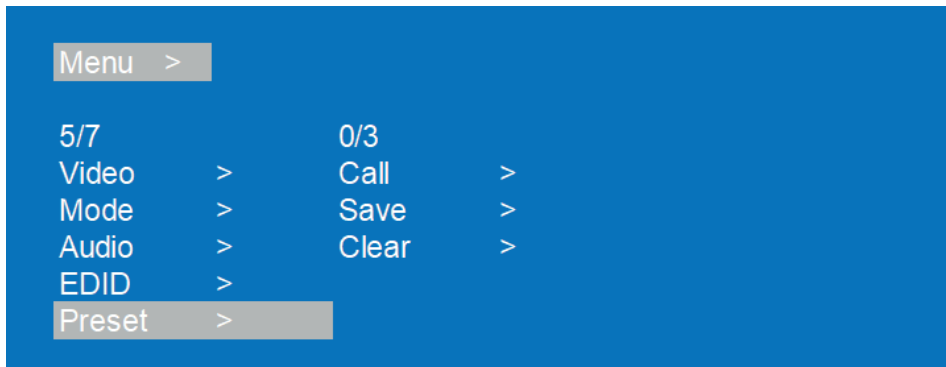 Menu >
5/7 0/3
Video > Call >
Mode > Save >
Audio > Clear >
EDID >
Preset >